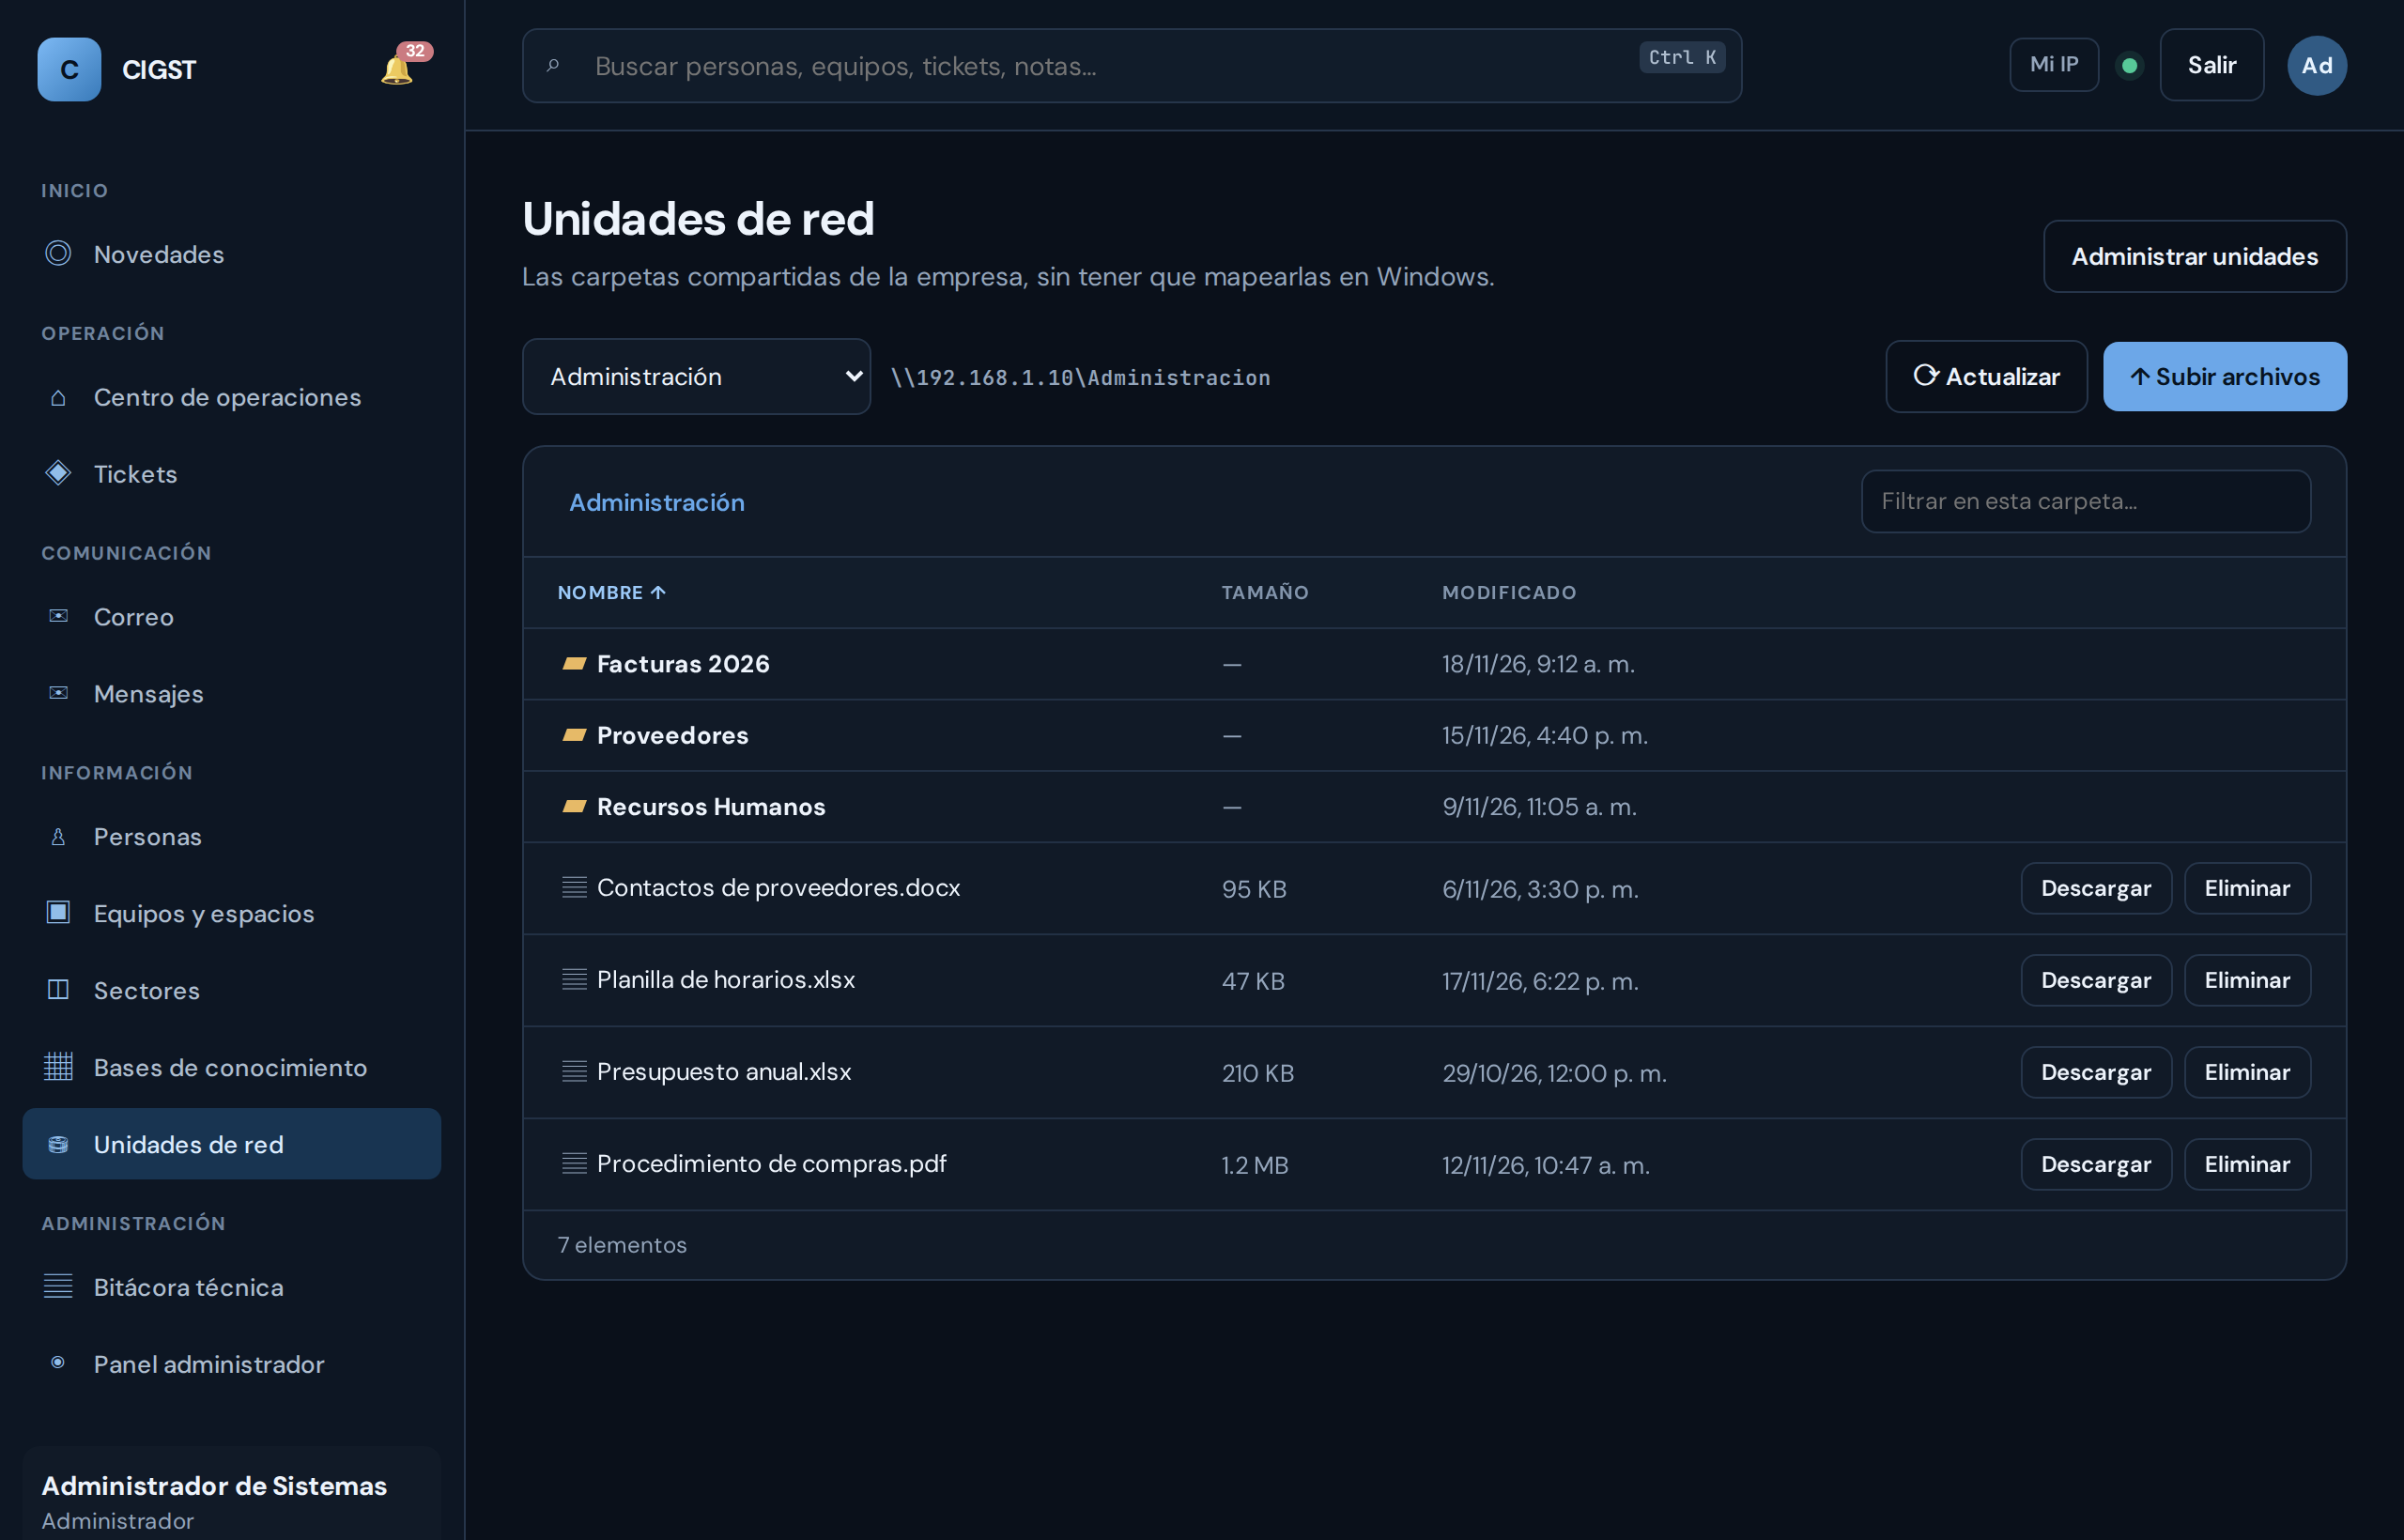 C CIGST 32
Buscar personas, equipos, tickets, notas... Ctrl K
Mi IP Salir Ad
INICIO
Novedades
OPERACIÓN
Centro de operaciones
Tickets
COMUNICACIÓN
Correo
Mensajes
INFORMACIÓN
Personas
Equipos y espacios
Sectores
Bases de conocimiento
Unidades de red
ADMINISTRACIÓN
Bitácora técnica
Panel administrador
Administrador de Sistemas
Administrador
Unidades de red
Las carpetas compartidas de la empresa, sin tener que mapearlas en Windows.
Administrar unidades
Administración \\192.168.1.10\Administracion
⟳ Actualizar ↑ Subir archivos
Administración Filtrar en esta carpeta...
NOMBRE ↑ TAMAÑO MODIFICADO
Facturas 2026 — 18/11/26, 9:12 a. m.
Proveedores — 15/11/26, 4:40 p. m.
Recursos Humanos — 9/11/26, 11:05 a. m.
Contactos de proveedores.docx 95 KB 6/11/26, 3:30 p. m. Descargar Eliminar
Planilla de horarios.xlsx 47 KB 17/11/26, 6:22 p. m. Descargar Eliminar
Presupuesto anual.xlsx 210 KB 29/10/26, 12:00 p. m. Descargar Eliminar
Procedimiento de compras.pdf 1.2 MB 12/11/26, 10:47 a. m. Descargar Eliminar
7 elementos